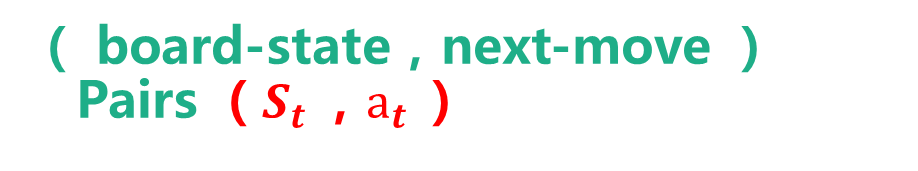 ( board-state , next-move )
Pairs ( Sₜ , aₜ )